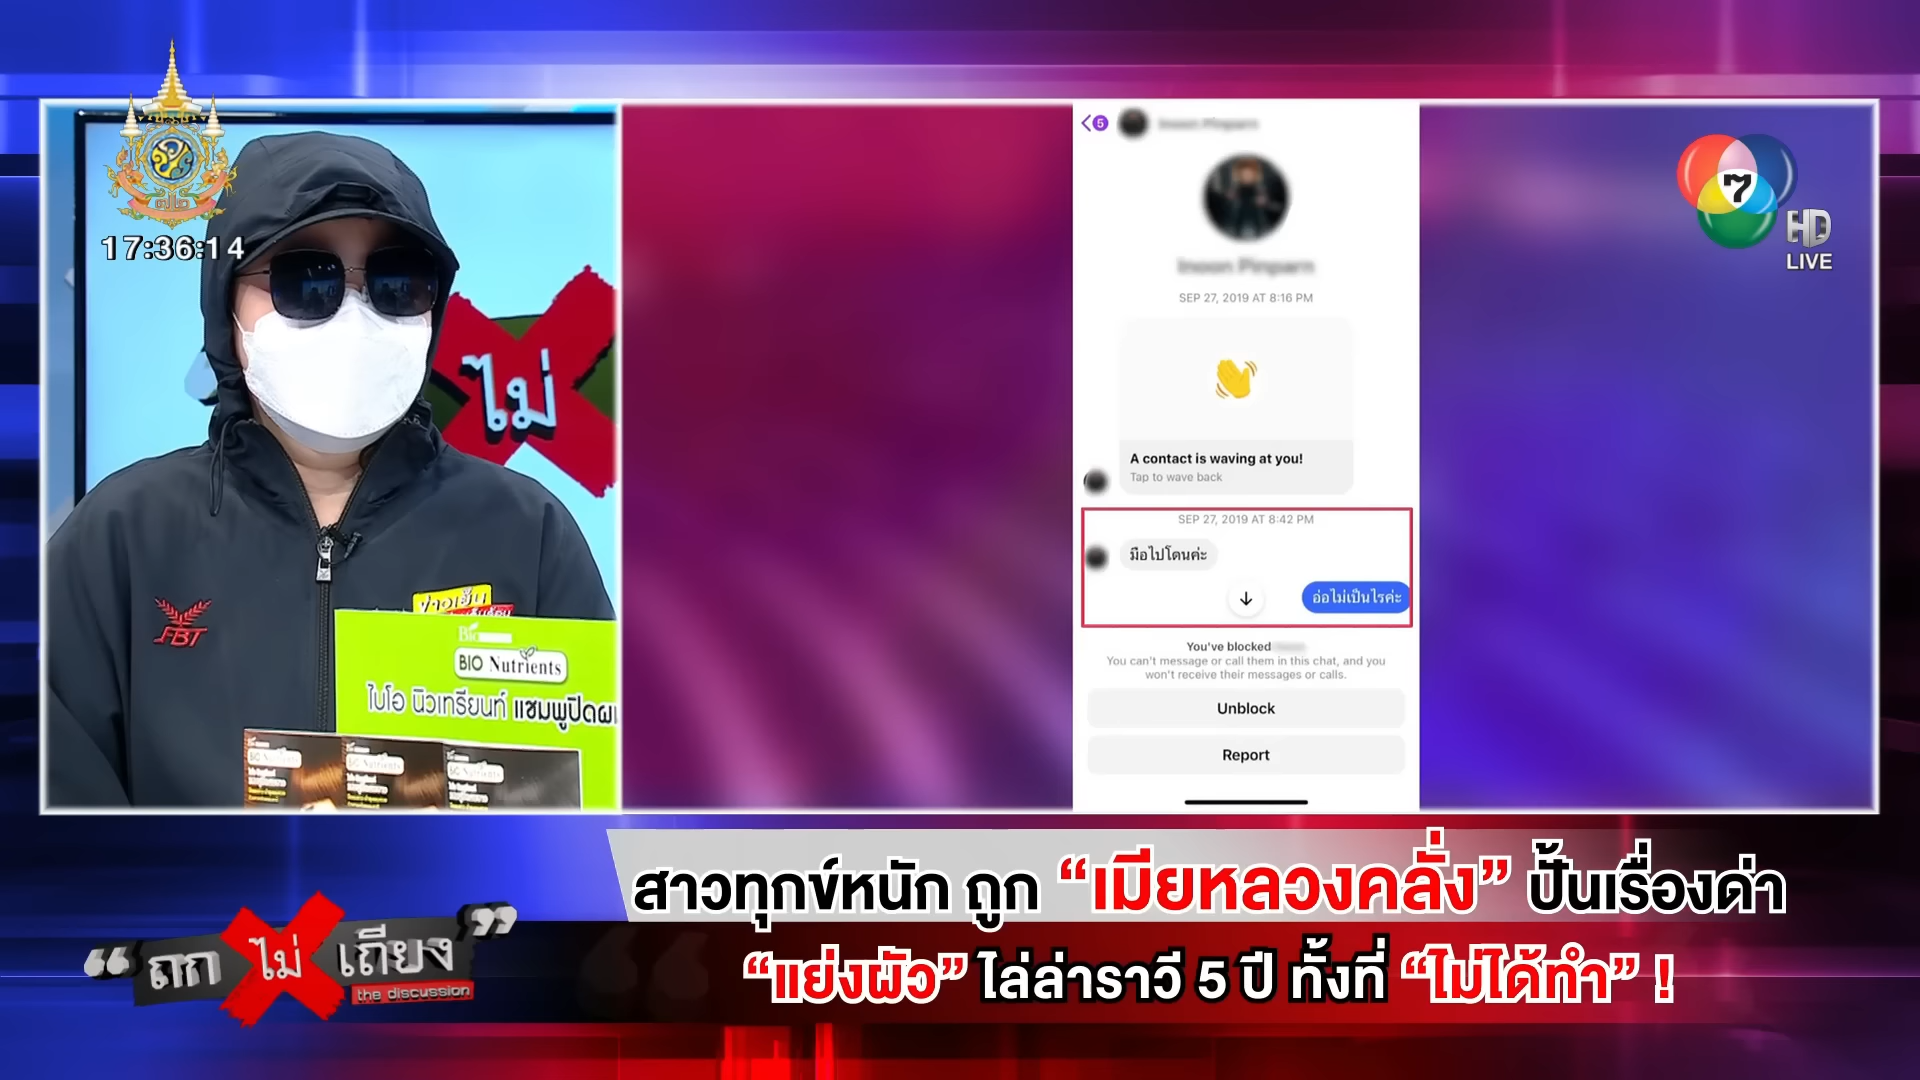 17:36:14
ไม่
FBT
ข่าวเย็น
Bio
BIO Nutrients
ไบโอ นิวเทรียนท์ แชมพูปิดผม
5
SEP 27, 2019 AT 8:16 PM
A contact is waving at you!
Tap to wave back
SEP 27, 2019 AT 8:42 PM
มือไปโดนค่ะ
อ่อไม่เป็นไรค่ะ
You've blocked
You can't message or call them in this chat, and you
won't receive their messages or calls.
Unblock
Report
7
HD
LIVE
สาวทุกข์หนัก ถูก “เมียหลวงคลั่ง” ปั้นเรื่องด่า
“แย่งผัว” ไล่ล่าราวี 5 ปี ทั้งที่ “ไม่ได้ทำ” !
“ถก ไม่ เถียง”
the discussion